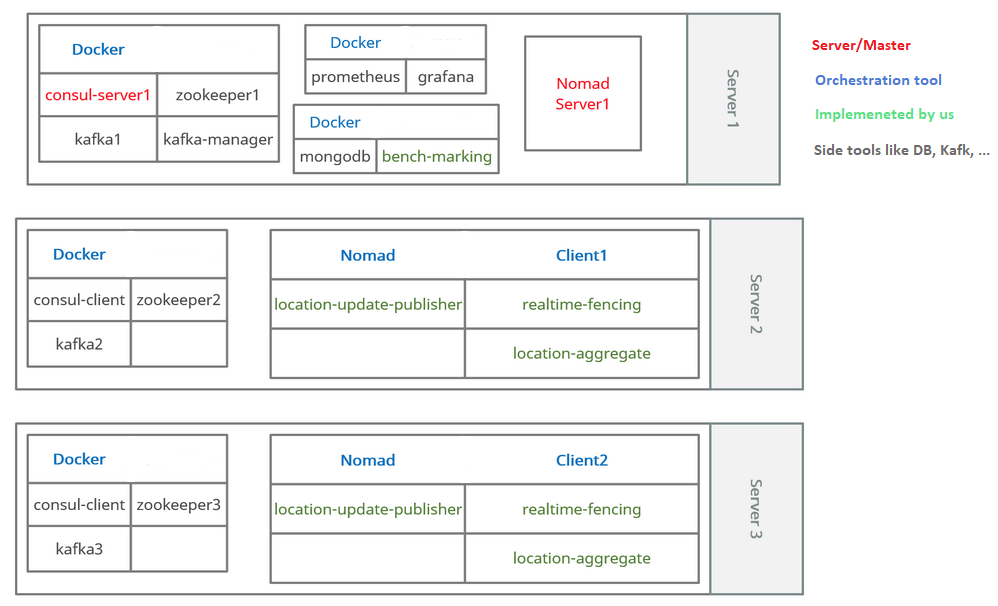 Docker
consul-server1 zookeeper1
kafka1 kafka-manager
Docker
prometheus grafana
Docker
mongodb bench-marking
Nomad
Server1
Server 1
Server/Master
Orchestration tool
Implemeneted by us
Side tools like DB, Kafk, ...
Docker
consul-client zookeeper2
kafka2
Nomad Client1
location-update-publisher realtime-fencing
location-aggregate
Server 2
Docker
consul-client zookeeper3
kafka3
Nomad Client2
location-update-publisher realtime-fencing
location-aggregate
Server 3